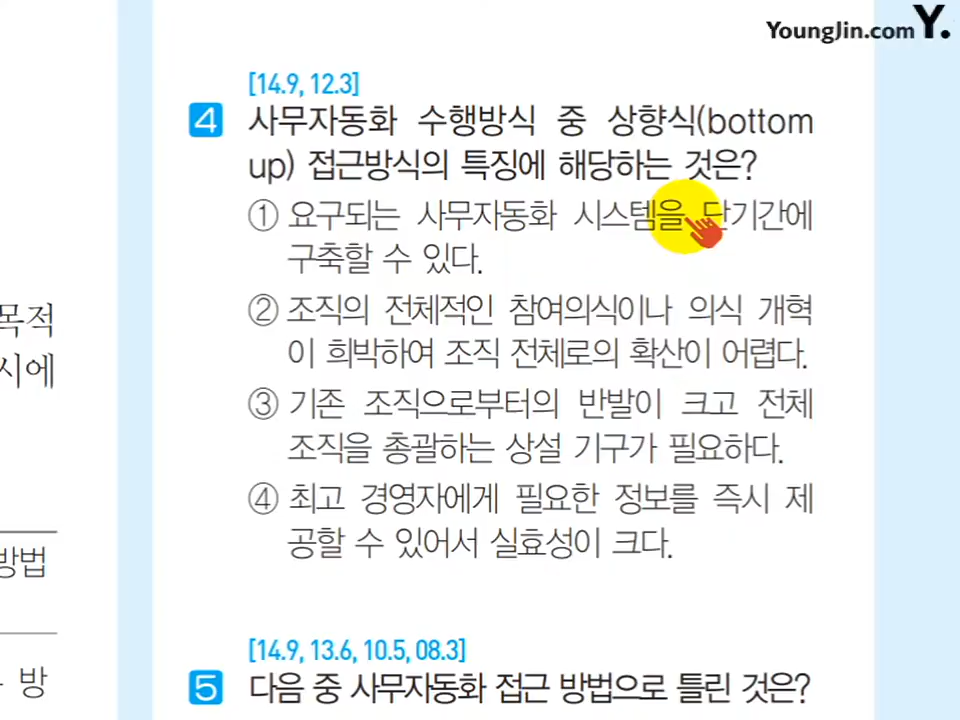 YoungJin.com Y.
[14.9, 12.3]
4 사무자동화 수행방식 중 상향식(bottom
up) 접근방식의 특징에 해당하는 것은?
① 요구되는 사무자동화 시스템을 단기간에
구축할 수 있다.
② 조직의 전체적인 참여의식이나 의식 개혁
이 희박하여 조직 전체로의 확산이 어렵다.
③ 기존 조직으로부터의 반발이 크고 전체
조직을 총괄하는 상설 기구가 필요하다.
④ 최고 경영자에게 필요한 정보를 즉시 제
공할 수 있어서 실효성이 크다.
목적
시에
방법
방
[14.9, 13.6, 10.5, 08.3]
5 다음 중 사무자동화 접근 방법으로 틀린 것은?